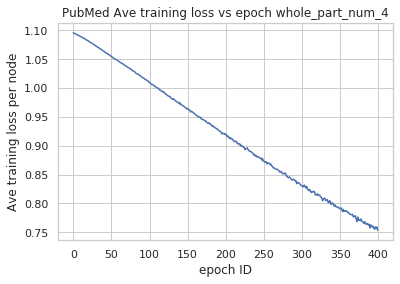 PubMed Ave training loss vs epoch whole_part_num_4
Ave training loss per node
1.10
1.05
1.00
0.95
0.90
0.85
0.80
0.75
0 50 100 150 200 250 300 350 400
epoch ID